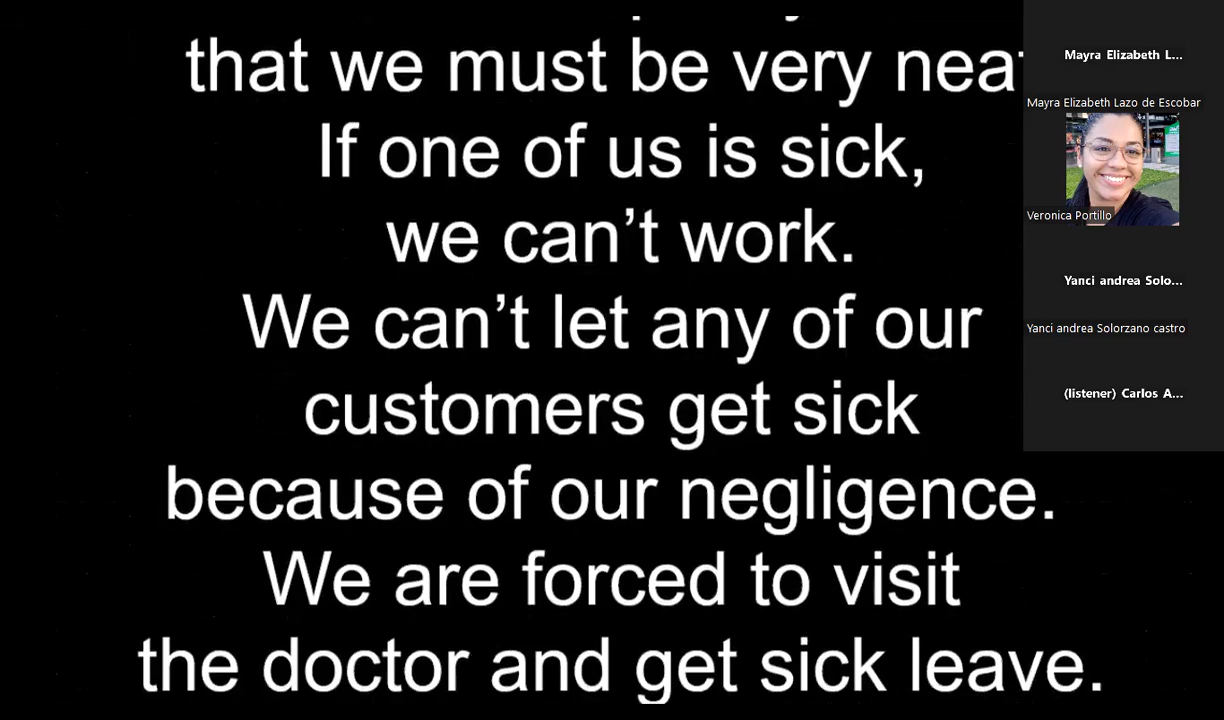 that we must be very neat
If one of us is sick,
we can’t work.
We can’t let any of our
customers get sick
because of our negligence.
We are forced to visit
the doctor and get sick leave.
Mayra Elizabeth L...
Mayra Elizabeth Lazo de Escobar
Veronica Portillo
Yanci andrea Solo...
Yanci andrea Solorzano castro
(listener) Carlos A...